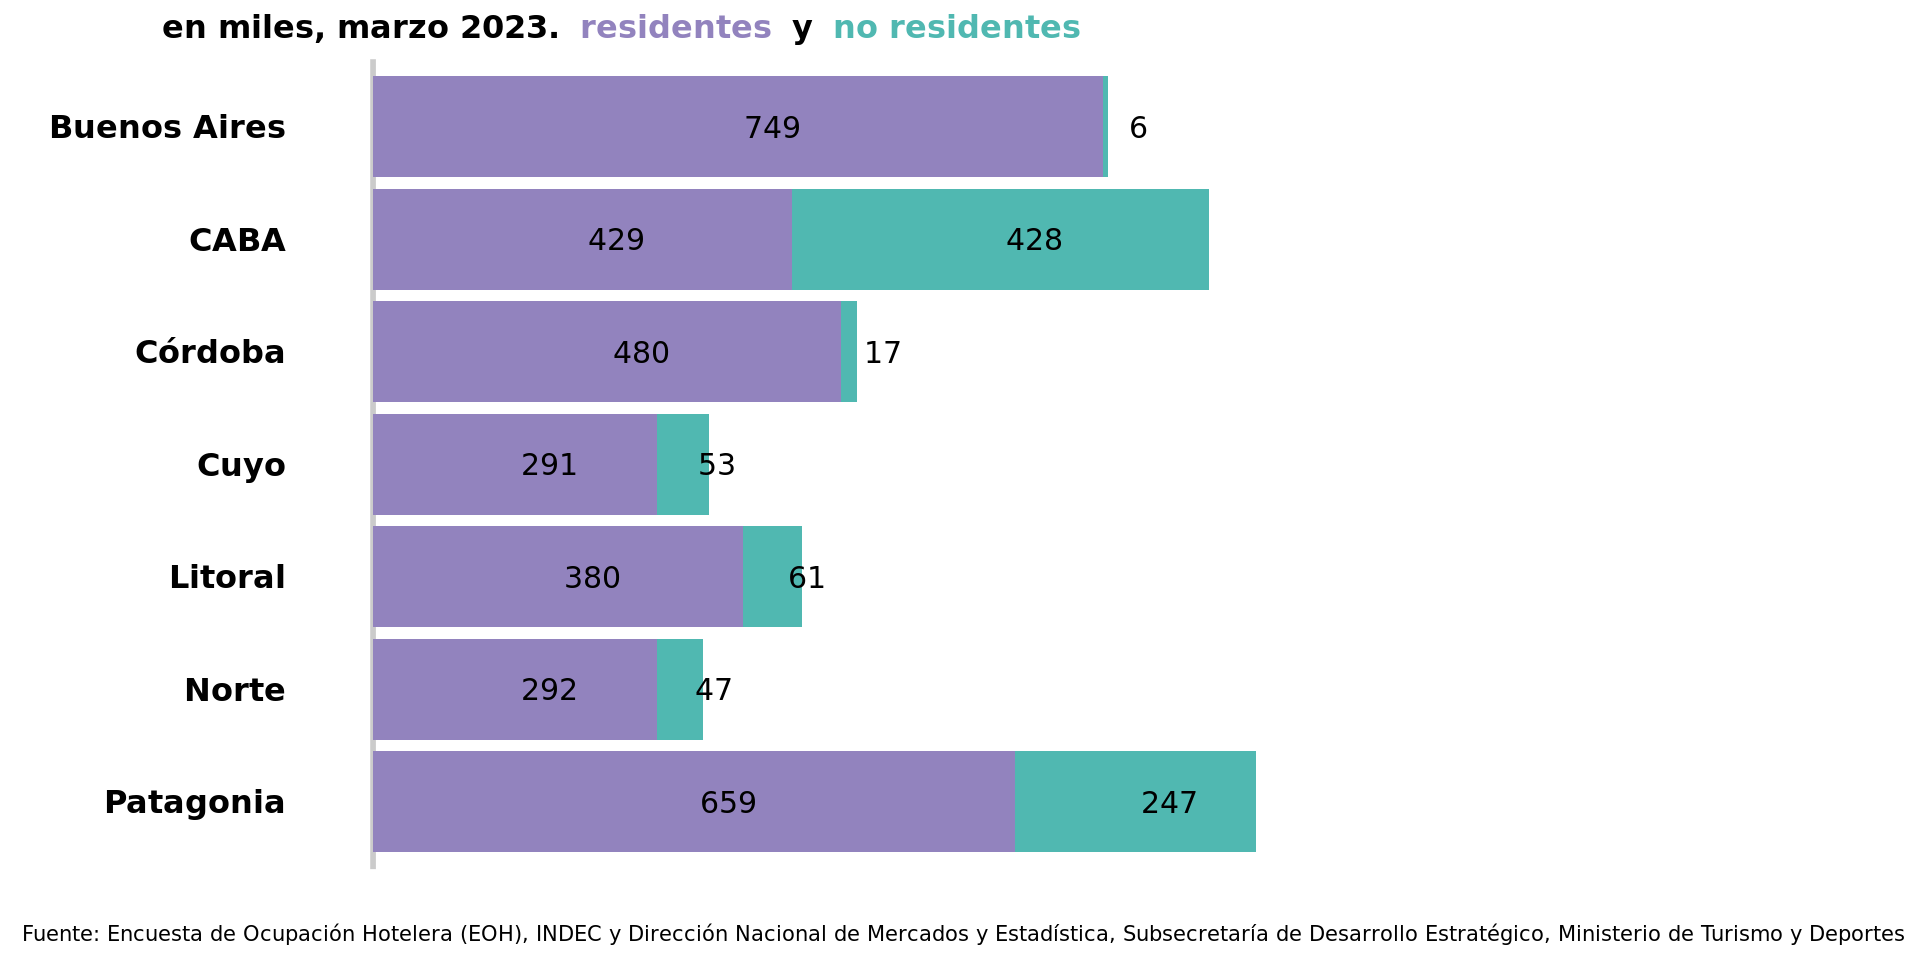 en miles, marzo 2023. residentes y no residentes
Buenos Aires 749 6
CABA 429 428
Córdoba 480 17
Cuyo 291 53
Litoral 380 61
Norte 292 47
Patagonia 659 247
Fuente: Encuesta de Ocupación Hotelera (EOH), INDEC y Dirección Nacional de Mercados y Estadística, Subsecretaría de Desarrollo Estratégico, Ministerio de Turismo y Deportes